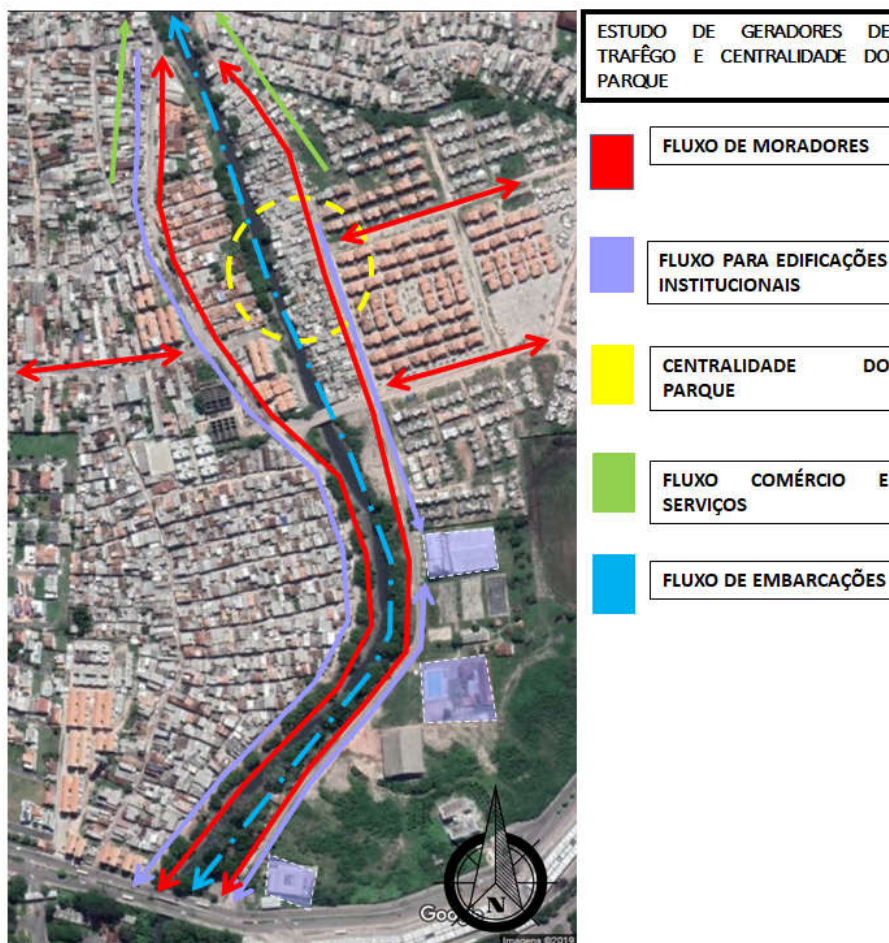 ESTUDO DE GERADORES DE
TRAFÊGO E CENTRALIDADE DO
PARQUE
FLUXO DE MORADORES
FLUXO PARA EDIFICAÇÕES
INSTITUCIONAIS
CENTRALIDADE DO
PARQUE
FLUXO COMÉRCIO E
SERVIÇOS
FLUXO DE EMBARCAÇÕES
N
Google
Imagens ©2019